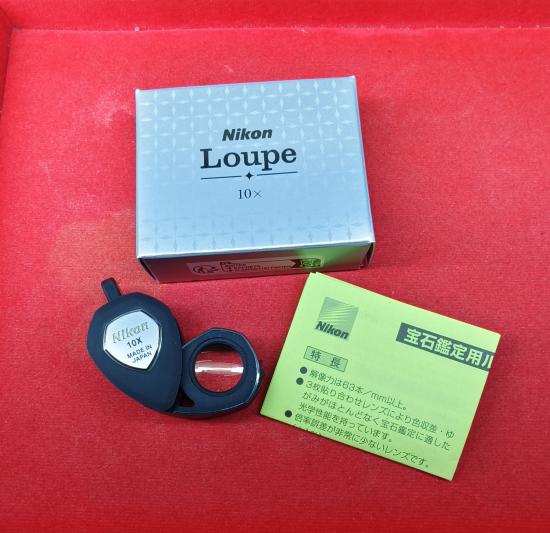 Nikon
Loupe
10×
Nikon
10X
MADE IN
JAPAN
Nikon
宝石鑑定用ル
特長
●解像力は63本/mm以上。
●3枚貼り合わせレンズにより色収差・ゆ
がみがほとんどなく宝石鑑定に適した
光学性能を持っています。
●倍率誤差が非常に少ないレンズです。